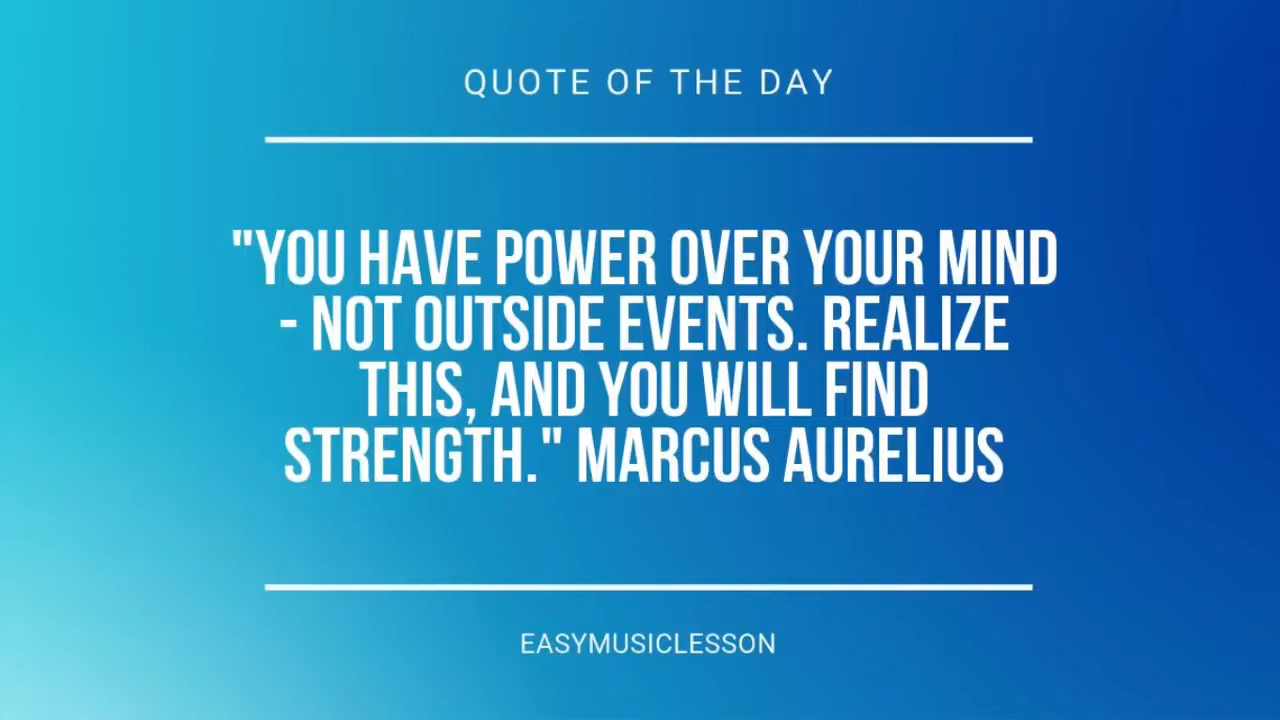 QUOTE OF THE DAY
"YOU HAVE POWER OVER YOUR MIND
- NOT OUTSIDE EVENTS. REALIZE
THIS, AND YOU WILL FIND
STRENGTH." MARCUS AURELIUS
EASYMUSICLESSON